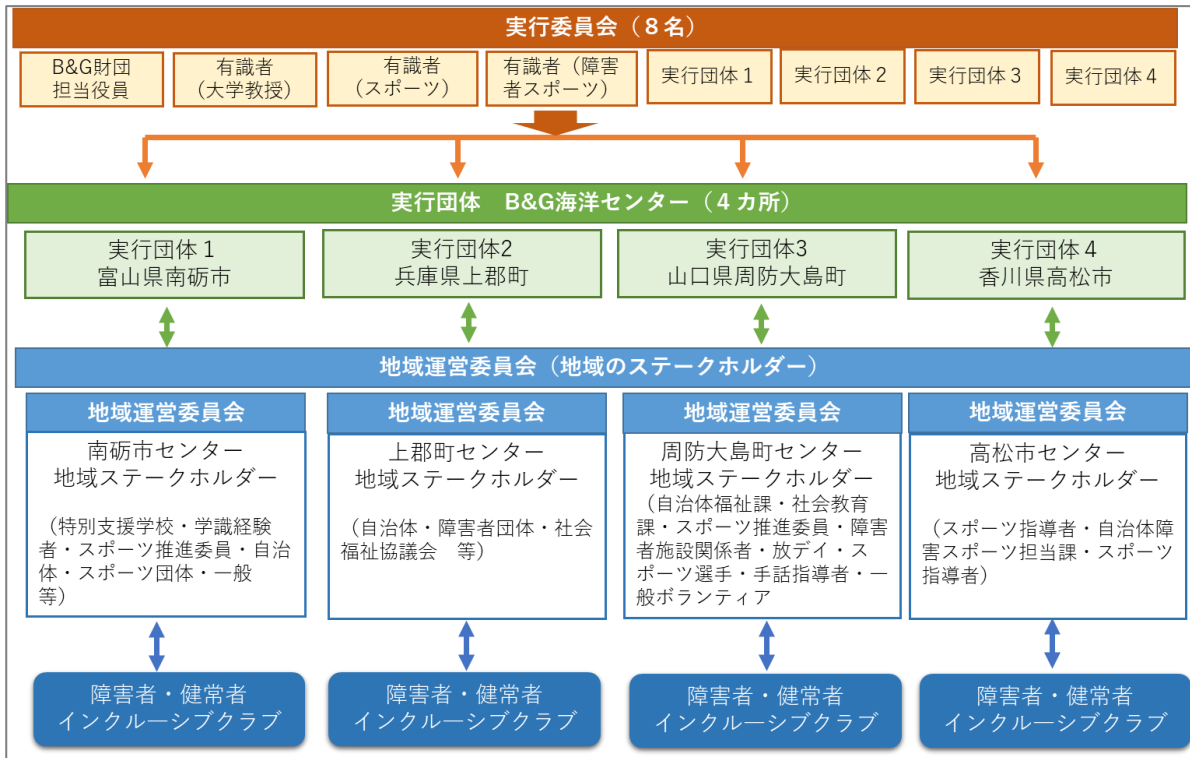 実行委員会（８名）
B&G財団
担当役員
有識者
（大学教授）
有識者
（スポーツ）
有識者（障害
者スポーツ）
実行団体１
実行団体２
実行団体３
実行団体４
実行団体　B&G海洋センター（４カ所）
実行団体１
富山県南砺市
実行団体2
兵庫県上郡町
実行団体3
山口県周防大島町
実行団体４
香川県高松市
地域運営委員会（地域のステークホルダー）
地域運営委員会
南砺市センター
地域ステークホルダー
（特別支援学校・学識経験
者・スポーツ推進委員・自治
体・スポーツ団体・一般
等）
地域運営委員会
上郡町センター
地域ステークホルダー
（自治体・障害者団体・社会
福祉協議会　等）
地域運営委員会
周防大島町センター
地域ステークホルダー
（自治体福祉課・社会教育
課・スポーツ推進委員・障害
者施設関係者・放デイ・ス
ポーツ選手・手話指導者・一
般ボランティア
地域運営委員会
高松市センター
地域ステークホルダー
（スポーツ指導者・自治体障
害スポーツ担当課・スポーツ
指導者）
障害者・健常者
インクルーシブクラブ
障害者・健常者
インクルーシブクラブ
障害者・健常者
インクルーシブクラブ
障害者・健常者
インクルーシブクラブ